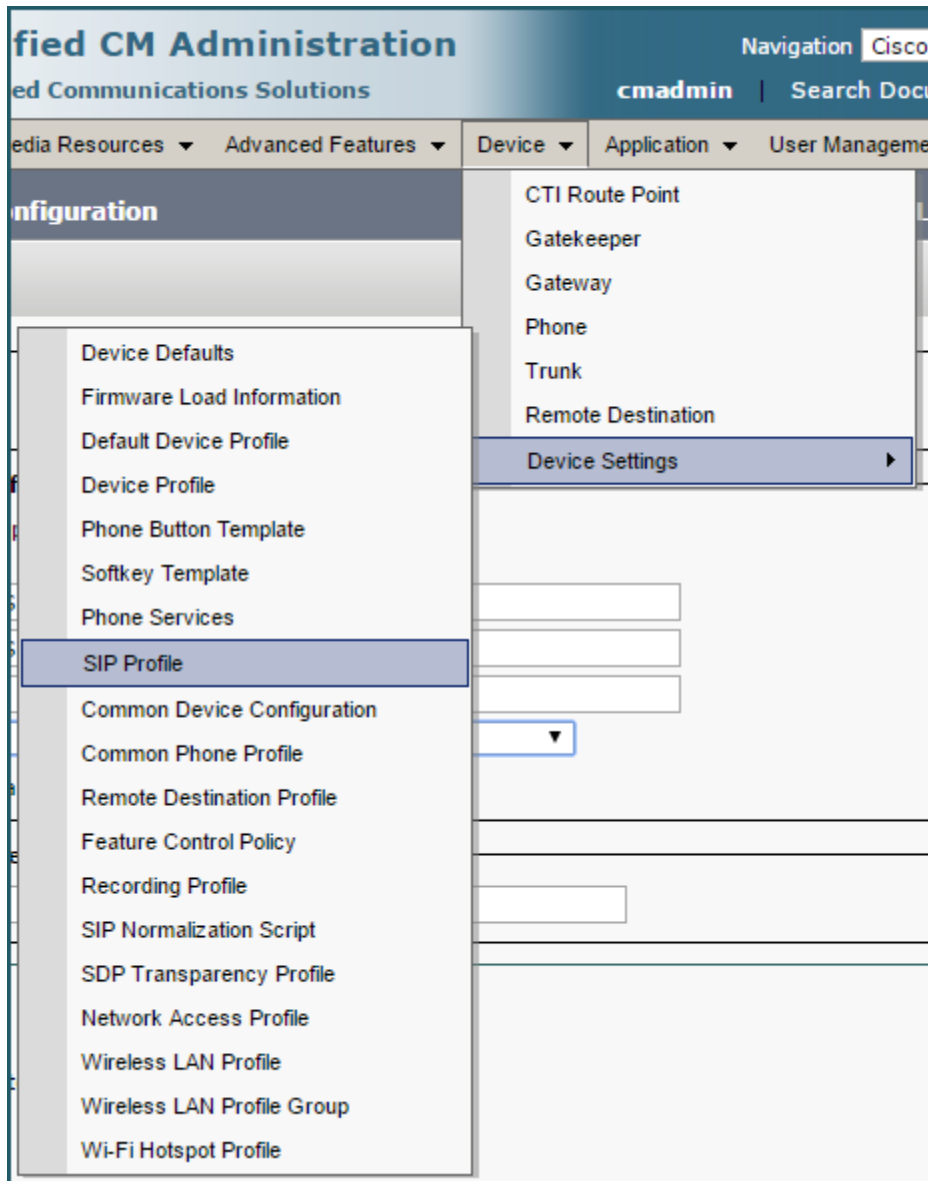 fied CM Administration
Navigation Cisco
ed Communications Solutions
cmadmin | Search Docu
edia Resources Advanced Features Device Application User Manageme
nfiguration
CTI Route Point
Gatekeeper
Gateway
Phone
Trunk
Remote Destination
Device Settings
Device Defaults
Firmware Load Information
Default Device Profile
Device Profile
Phone Button Template
Softkey Template
Phone Services
SIP Profile
Common Device Configuration
Common Phone Profile
Remote Destination Profile
Feature Control Policy
Recording Profile
SIP Normalization Script
SDP Transparency Profile
Network Access Profile
Wireless LAN Profile
Wireless LAN Profile Group
Wi-Fi Hotspot Profile